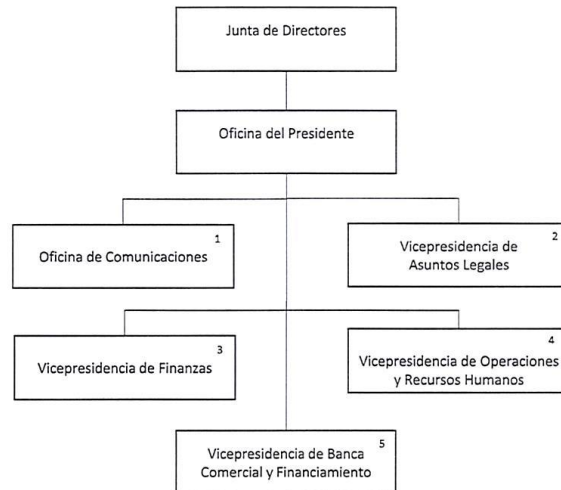 Junta de Directores
Oficina del Presidente
1
Oficina de Comunicaciones
2
Vicepresidencia de
Asuntos Legales
3
Vicepresidencia de Finanzas
4
Vicepresidencia de Operaciones
y Recursos Humanos
5
Vicepresidencia de Banca
Comercial y Financiamiento